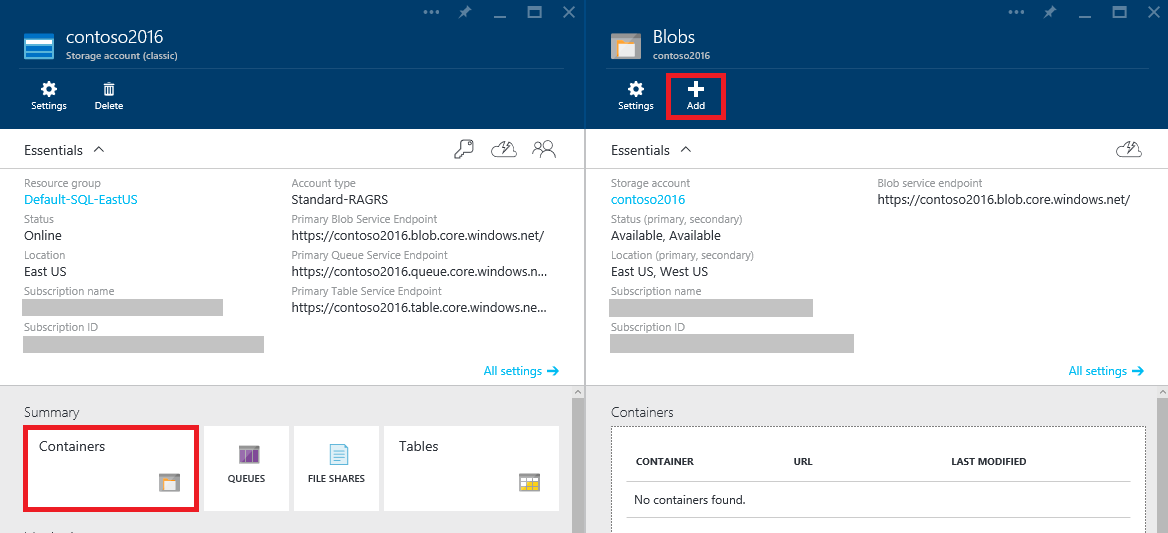 contoso2016
Storage account (classic)
Settings
Delete
Essentials
Resource group
Default-SQL-EastUS
Status
Online
Location
East US
Subscription name
Subscription ID
Account type
Standard-RAGRS
Primary Blob Service Endpoint
https://contoso2016.blob.core.windows.net/
Primary Queue Service Endpoint
https://contoso2016.queue.core.windows.n...
Primary Table Service Endpoint
https://contoso2016.table.core.windows.ne...
All settings
Summary
Containers
QUEUES
FILE SHARES
Tables
Blobs
contoso2016
Settings
Add
Essentials
Storage account
contoso2016
Status (primary, secondary)
Available, Available
Location (primary, secondary)
East US, West US
Subscription name
Subscription ID
Blob service endpoint
https://contoso2016.blob.core.windows.net/
All settings
Containers
CONTAINER URL LAST MODIFIED
No containers found.